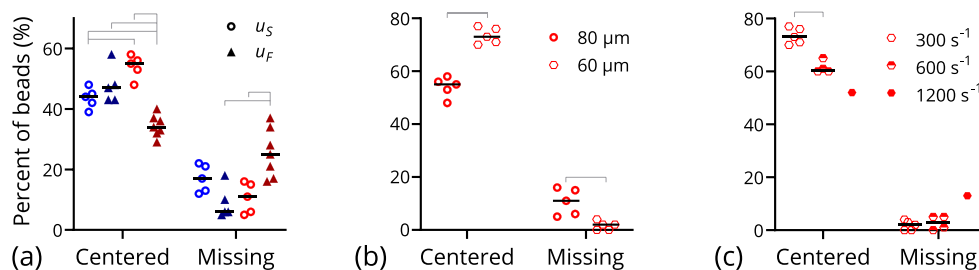 Percent of beads (%)
60
40
20
0
u_S
u_F
Centered Missing
(a)
80
60
40
20
0
80 µm
60 µm
Centered Missing
(b)
80
60
40
20
0
300 s⁻¹
600 s⁻¹
1200 s⁻¹
Centered Missing
(c)